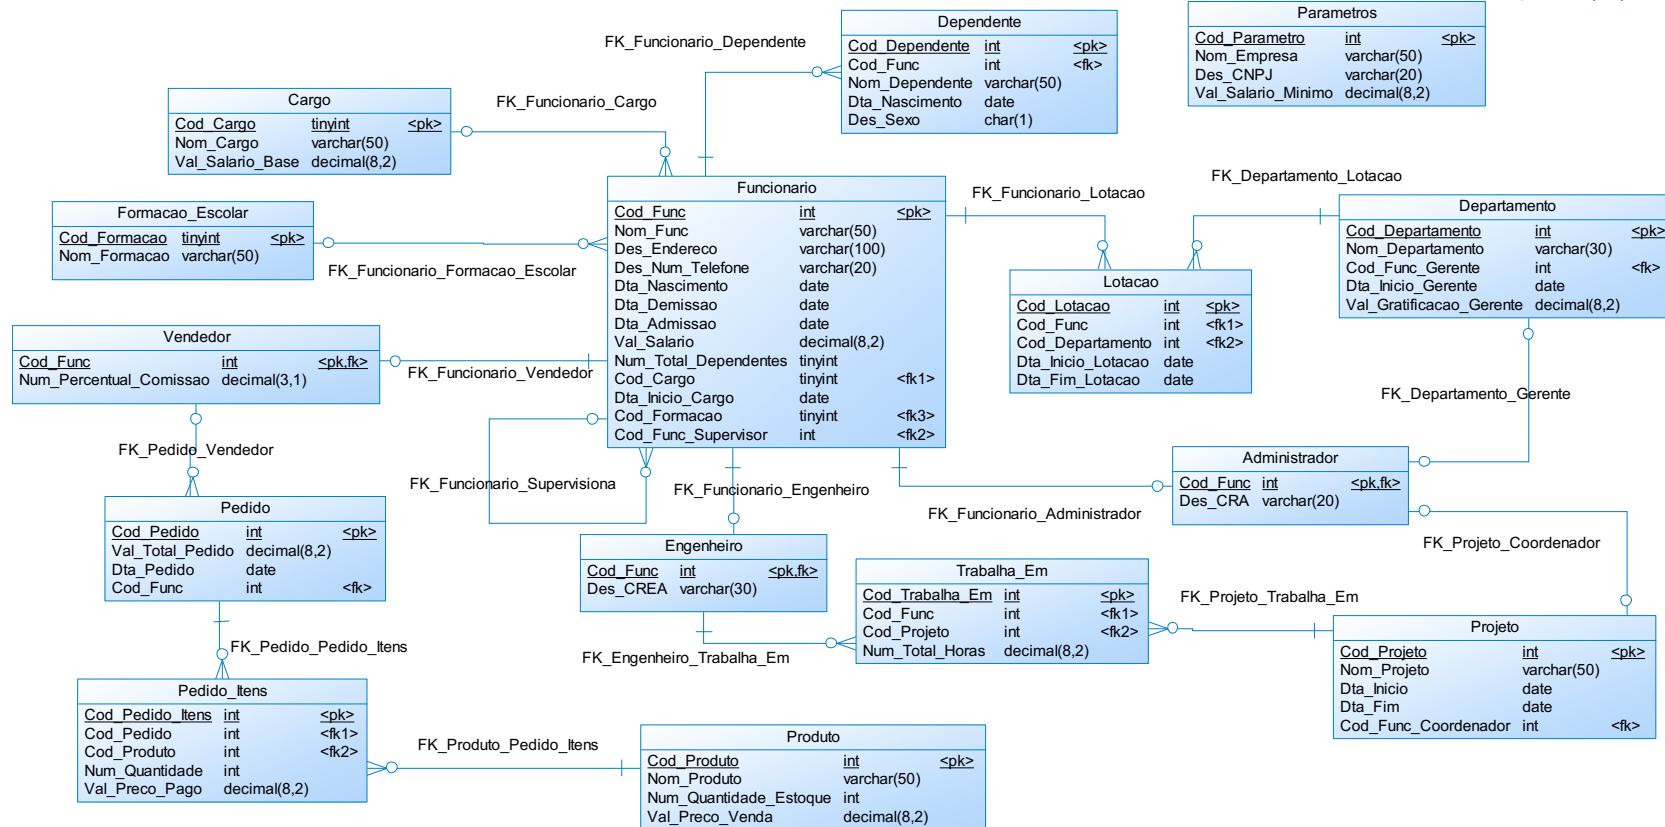 Dependente
Cod_Dependente int <pk>
Cod_Func int <fk>
Nom_Dependente varchar(50)
Dta_Nascimento date
Des_Sexo char(1)
Parametros
Cod_Parametro int <pk>
Nom_Empresa varchar(50)
Des_CNPJ varchar(20)
Val_Salario_Minimo decimal(8,2)
FK_Funcionario_Dependente
Cargo
Cod_Cargo tinyint <pk>
Nom_Cargo varchar(50)
Val_Salario_Base decimal(8,2)
FK_Funcionario_Cargo
Formacao_Escolar
Cod_Formacao tinyint <pk>
Nom_Formacao varchar(50)
FK_Funcionario_Formacao_Escolar
Funcionario
Cod_Func int <pk>
Nom_Func varchar(50)
Des_Endereco varchar(100)
Des_Num_Telefone varchar(20)
Dta_Nascimento date
Dta_Demissao date
Dta_Admissao date
Val_Salario decimal(8,2)
Num_Total_Dependentes tinyint
Cod_Cargo tinyint <fk1>
Dta_Inicio_Cargo date
Cod_Formacao tinyint <fk3>
Cod_Func_Supervisor int <fk2>
FK_Funcionario_Lotacao
FK_Departamento_Lotacao
Departamento
Cod_Departamento int <pk>
Nom_Departamento varchar(30)
Cod_Func_Gerente int <fk>
Dta_Inicio_Gerente date
Val_Gratificacao_Gerente decimal(8,2)
Lotacao
Cod_Lotacao int <pk>
Cod_Func int <fk1>
Cod_Departamento int <fk2>
Dta_Inicio_Lotacao date
Dta_Fim_Lotacao date
Vendedor
Cod_Func int <pk,fk>
Num_Percentual_Comissao decimal(3,1)
FK_Funcionario_Vendedor
FK_Departamento_Gerente
FK_Pedido_Vendedor
FK_Funcionario_Supervisiona
FK_Funcionario_Engenheiro
FK_Funcionario_Administrador
Administrador
Cod_Func int <pk,fk>
Des_CRA varchar(20)
FK_Projeto_Coordenador
Pedido
Cod_Pedido int <pk>
Val_Total_Pedido decimal(8,2)
Dta_Pedido date
Cod_Func int <fk>
Engenheiro
Cod_Func int <pk,fk>
Des_CREA varchar(30)
Trabalha_Em
Cod_Trabalha_Em int <pk>
Cod_Func int <fk1>
Cod_Projeto int <fk2>
Num_Total_Horas decimal(8,2)
FK_Projeto_Trabalha_Em
FK_Pedido_Pedido_Itens
FK_Engenheiro_Trabalha_Em
Projeto
Cod_Projeto int <pk>
Nom_Projeto varchar(50)
Dta_Inicio date
Dta_Fim date
Cod_Func_Coordenador int <fk>
Pedido_Itens
Cod_Pedido_Itens int <pk>
Cod_Pedido int <fk1>
Cod_Produto int <fk2>
Num_Quantidade int
Val_Preco_Pago decimal(8,2)
FK_Produto_Pedido_Itens
Produto
Cod_Produto int <pk>
Nom_Produto varchar(50)
Num_Quantidade_Estoque int
Val_Preco_Venda decimal(8,2)